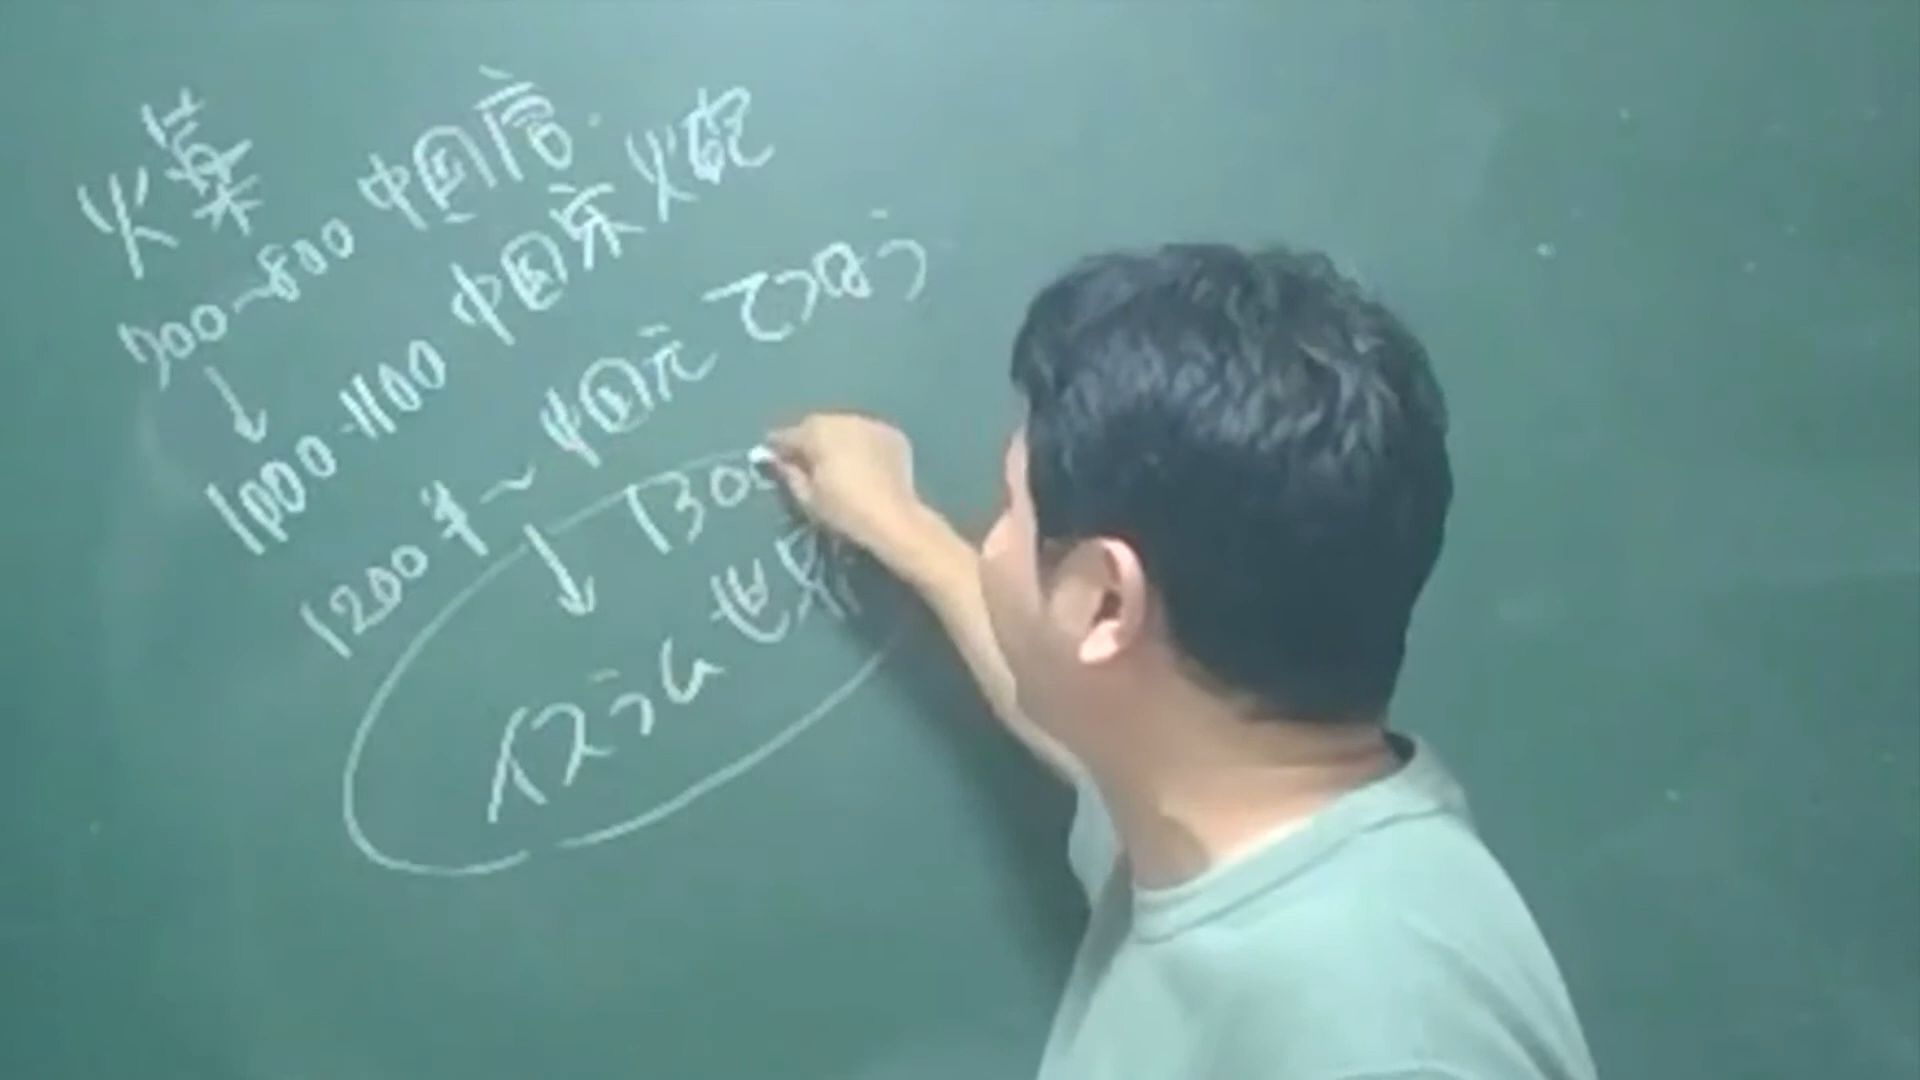 火薬
700~800 中国唐
↓
1000-1100 中国宋 火砲
1200年~ 中国元 てつはう
↓ 1300
イスラム世界